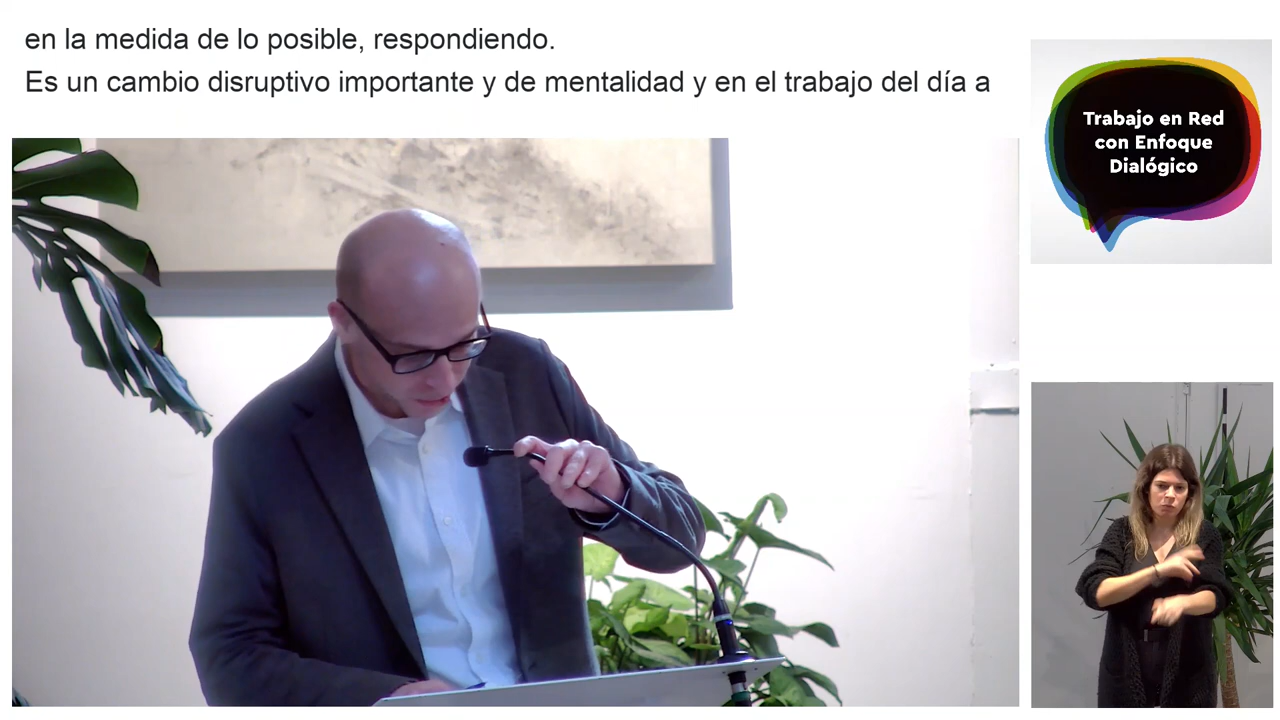 en la medida de lo posible, respondiendo.
Es un cambio disruptivo importante y de mentalidad y en el trabajo del día a
Trabajo en Red
con Enfoque
Dialógico